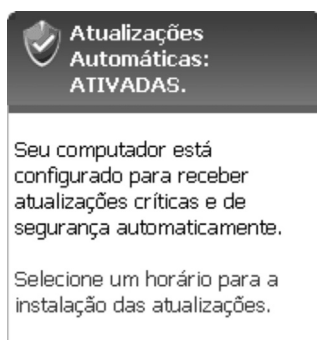 Atualizações
Automáticas:
ATIVADAS.
Seu computador está
configurado para receber
atualizações críticas e de
segurança automaticamente.
Selecione um horário para a
instalação das atualizações.